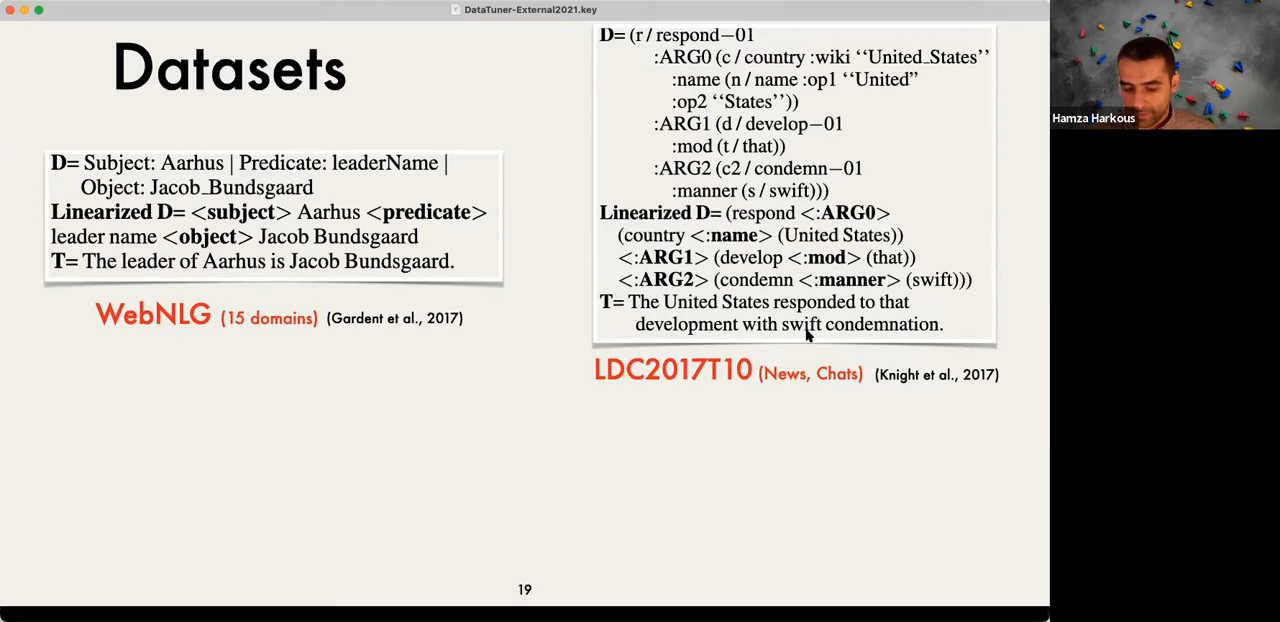 DataTuner-External2021.key
Datasets
D= Subject: Aarhus | Predicate: leaderName |
Object: Jacob_Bundsgaard
Linearized D= <subject> Aarhus <predicate>
leader name <object> Jacob Bundsgaard
T= The leader of Aarhus is Jacob Bundsgaard.
WebNLG (15 domains) (Gardent et al., 2017)
D= (r / respond−01
:ARG0 (c / country :wiki ‘‘United_States’’
:name (n / name :op1 ‘‘United’’
:op2 ‘‘States’’))
:ARG1 (d / develop−01
:mod (t / that))
:ARG2 (c2 / condemn−01
:manner (s / swift)))
Linearized D= (respond <:ARG0>
(country <:name> (United States))
<:ARG1> (develop <:mod> (that))
<:ARG2> (condemn <:manner> (swift)))
T= The United States responded to that
development with swift condemnation.
LDC2017T10 (News, Chats) (Knight et al., 2017)
19
Hamza Harkous